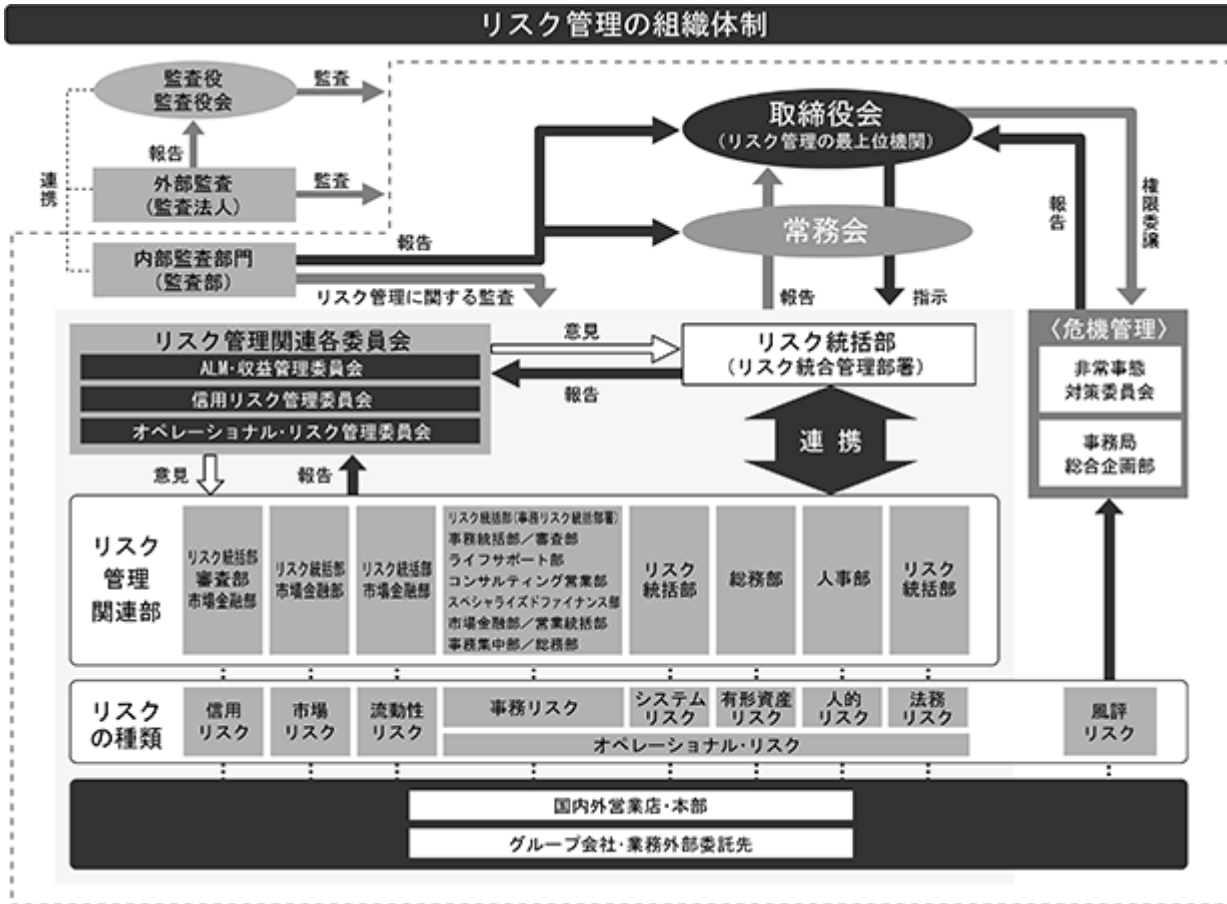 リスク管理の組織体制
監査役
監査役会
監査
報告
外部監査
(監査法人)
監査
連携
内部監査部門
(監査部)
報告
リスク管理に関する監査
取締役会
(リスク管理の最上位機関)
常務会
報告
指示
報告
権限委譲
リスク管理関連各委員会
ALM・収益管理委員会
信用リスク管理委員会
オペレーショナル・リスク管理委員会
意見
報告
リスク統括部
(リスク統合管理部署)
連携
〈危機管理〉
非常事態
対策委員会
事務局
総合企画部
意見
報告
リスク
管理
関連部
リスク統括部
審査部
市場金融部
リスク統括部
市場金融部
リスク統括部
市場金融部
リスク統括部(事務リスク統括部署)
事務統括部/審査部
ライフサポート部
コンサルティング営業部
スペシャライズドファイナンス部
市場金融部/営業統括部
事務集中部/総務部
リスク
統括部
総務部
人事部
リスク
統括部
リスク
の種類
信用
リスク
市場
リスク
流動性
リスク
事務リスク
システム
リスク
有形資産
リスク
人的
リスク
法務
リスク
オペレーショナル・リスク
風評
リスク
国内外営業店・本部
グループ会社・業務外部委託先